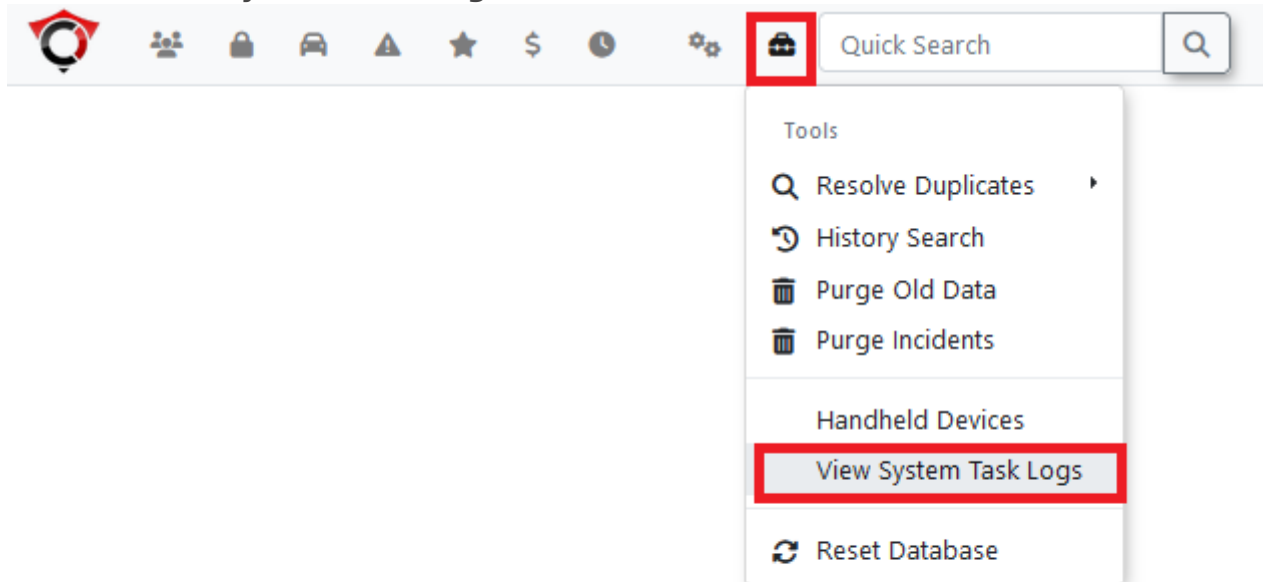 Quick Search
Tools
Resolve Duplicates
History Search
Purge Old Data
Purge Incidents
Handheld Devices
View System Task Logs
Reset Database